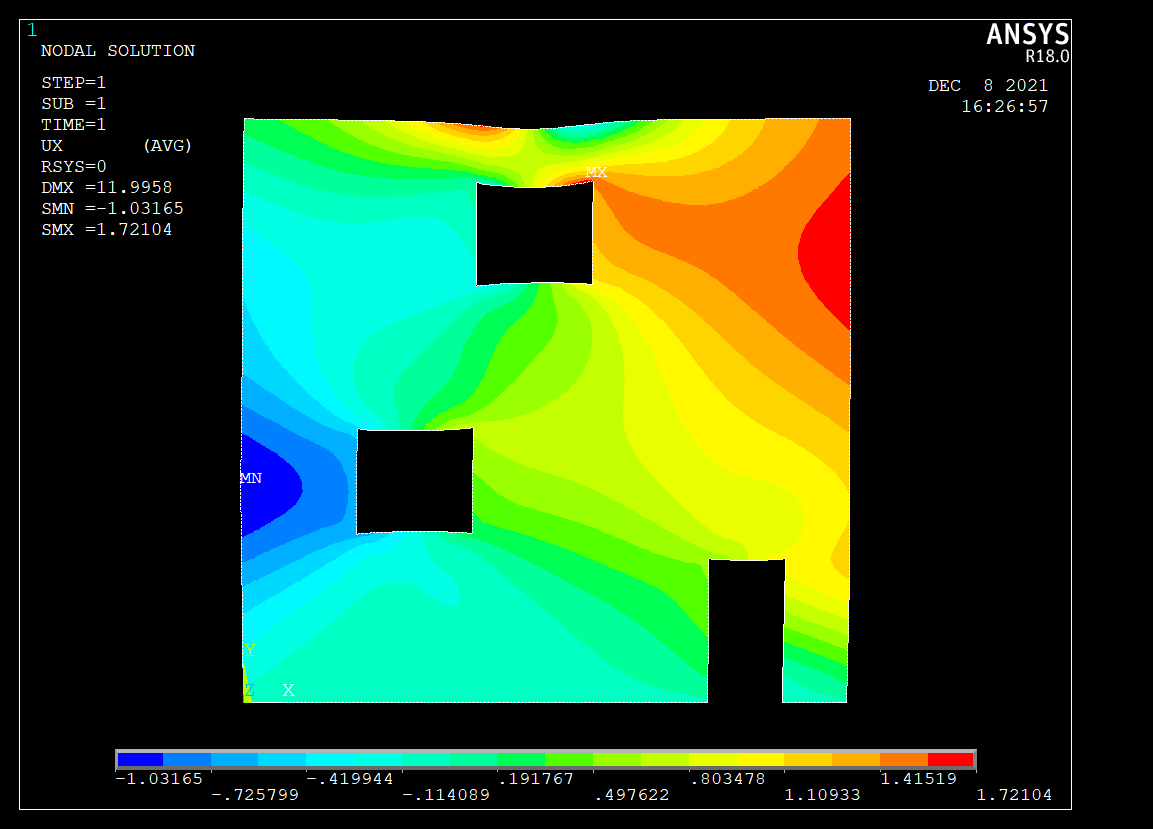 1
ANSYS
R18.0
NODAL SOLUTION
STEP=1
SUB =1
TIME=1
UX (AVG)
RSYS=0
DMX =11.9958
SMN =-1.03165
SMX =1.72104
DEC 8 2021
16:26:57
MX
MN
Y
Z X
-1.03165 -.419944 .191767 .803478 1.41519
-.725799 -.114089 .497622 1.10933 1.72104